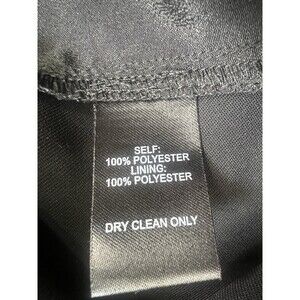 SELF:
100% POLYESTER
LINING:
100% POLYESTER
DRY CLEAN ONLY